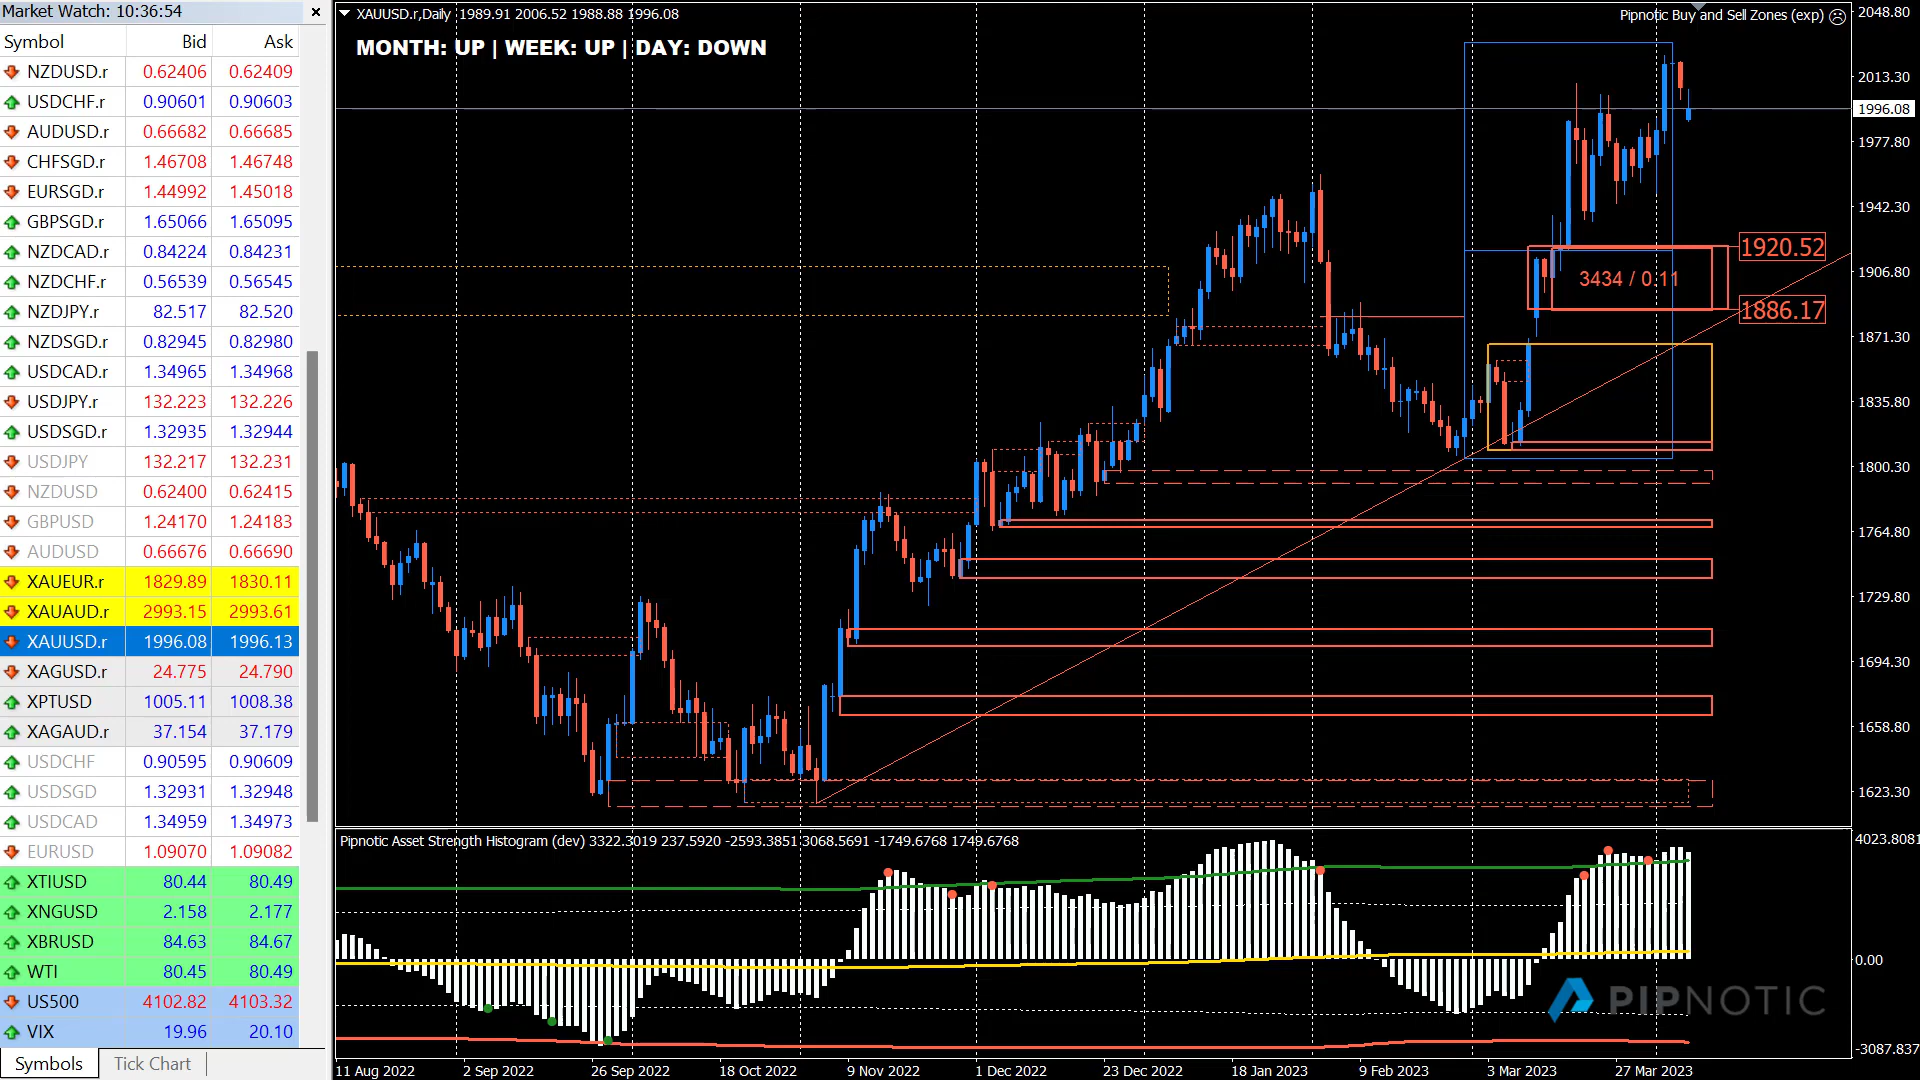 Market Watch: 10:36:54
Symbol Bid Ask
NZDUSD.r 0.62406 0.62409
USDCHF.r 0.90601 0.90603
AUDUSD.r 0.66682 0.66685
CHFSGD.r 1.46708 1.46748
EURSGD.r 1.44992 1.45018
GBPSGD.r 1.65066 1.65095
NZDCAD.r 0.84224 0.84231
NZDCHF.r 0.56539 0.56545
NZDJPY.r 82.517 82.520
NZDSGD.r 0.82945 0.82980
USDCAD.r 1.34965 1.34968
USDJPY.r 132.223 132.226
USDSGD.r 1.32935 1.32944
USDJPY 132.217 132.231
NZDUSD 0.62400 0.62415
GBPUSD 1.24170 1.24183
AUDUSD 0.66676 0.66690
XAUEUR.r 1829.89 1830.11
XAUAUD.r 2993.15 2993.61
XAUUSD.r 1996.08 1996.13
XAGUSD.r 24.775 24.790
XPTUSD 1005.11 1008.38
XAGAUD.r 37.154 37.179
USDCHF 0.90595 0.90609
USDSGD 1.32931 1.32948
USDCAD 1.34959 1.34973
EURUSD 1.09070 1.09082
XTIUSD 80.44 80.49
XNGUSD 2.158 2.177
XBRUSD 84.63 84.67
WTI 80.45 80.49
US500 4102.82 4103.32
VIX 19.96 20.10
Symbols Tick Chart
XAUUSD.r,Daily 1989.91 2006.52 1988.88 1996.08
Pipnotic Buy and Sell Zones (exp)
MONTH: UP | WEEK: UP | DAY: DOWN
1920.52
3434 / 0.11
1886.17
2048.80
2013.30
1996.08
1977.80
1942.30
1906.80
1871.30
1835.80
1800.30
1764.80
1729.80
1694.30
1658.80
1623.30
Pipnotic Asset Strength Histogram (dev) 3322.3019 237.5920 -2593.3851 3068.5691 -1749.6768 1749.6768
4023.8081
0.00
-3087.837
PIPNOTIC
11 Aug 2022 2 Sep 2022 26 Sep 2022 18 Oct 2022 9 Nov 2022 1 Dec 2022 23 Dec 2022 18 Jan 2023 9 Feb 2023 3 Mar 2023 27 Mar 2023